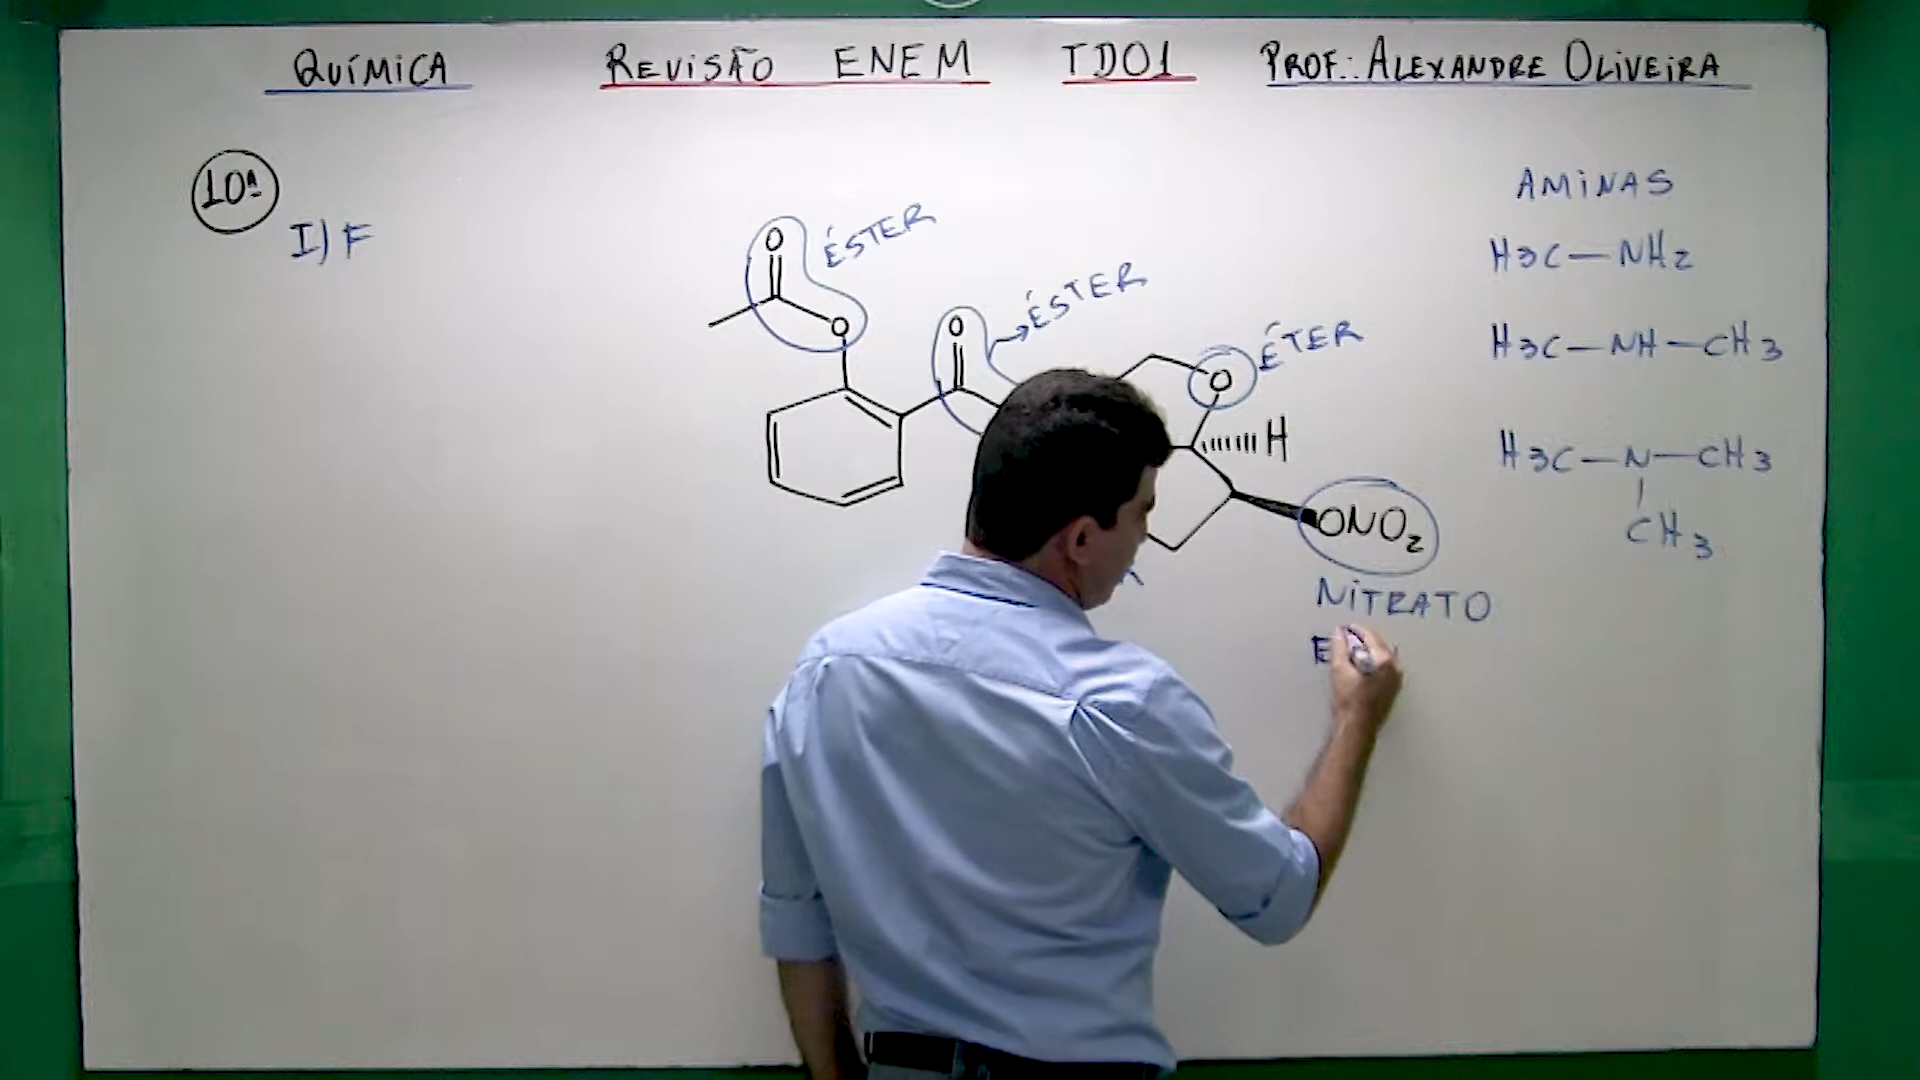 QUÍMICA REVISÃO ENEM TD01 PROF.: ALEXANDRE OLIVEIRA
10ª
I) F
O
O
ÉSTER
O
ÉSTER
O
ÉTER
H
ONO2
NITRATO
E
AMINAS
H3C—NH2
H3C—NH—CH3
H3C—N—CH3
CH3